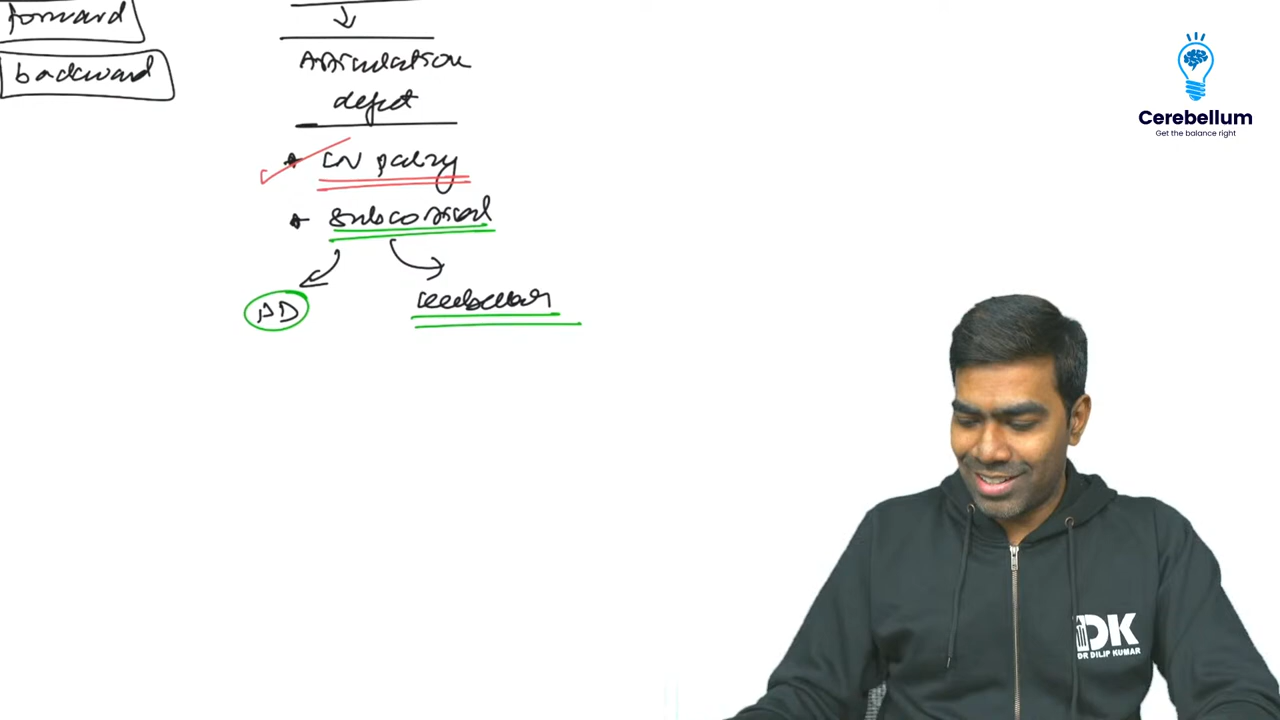 forward
backward
Articulation
defect
* CN palsy
* subcortical
PD
cerebellar
Cerebellum
Get the balance right
DK
DR DILIP KUMAR